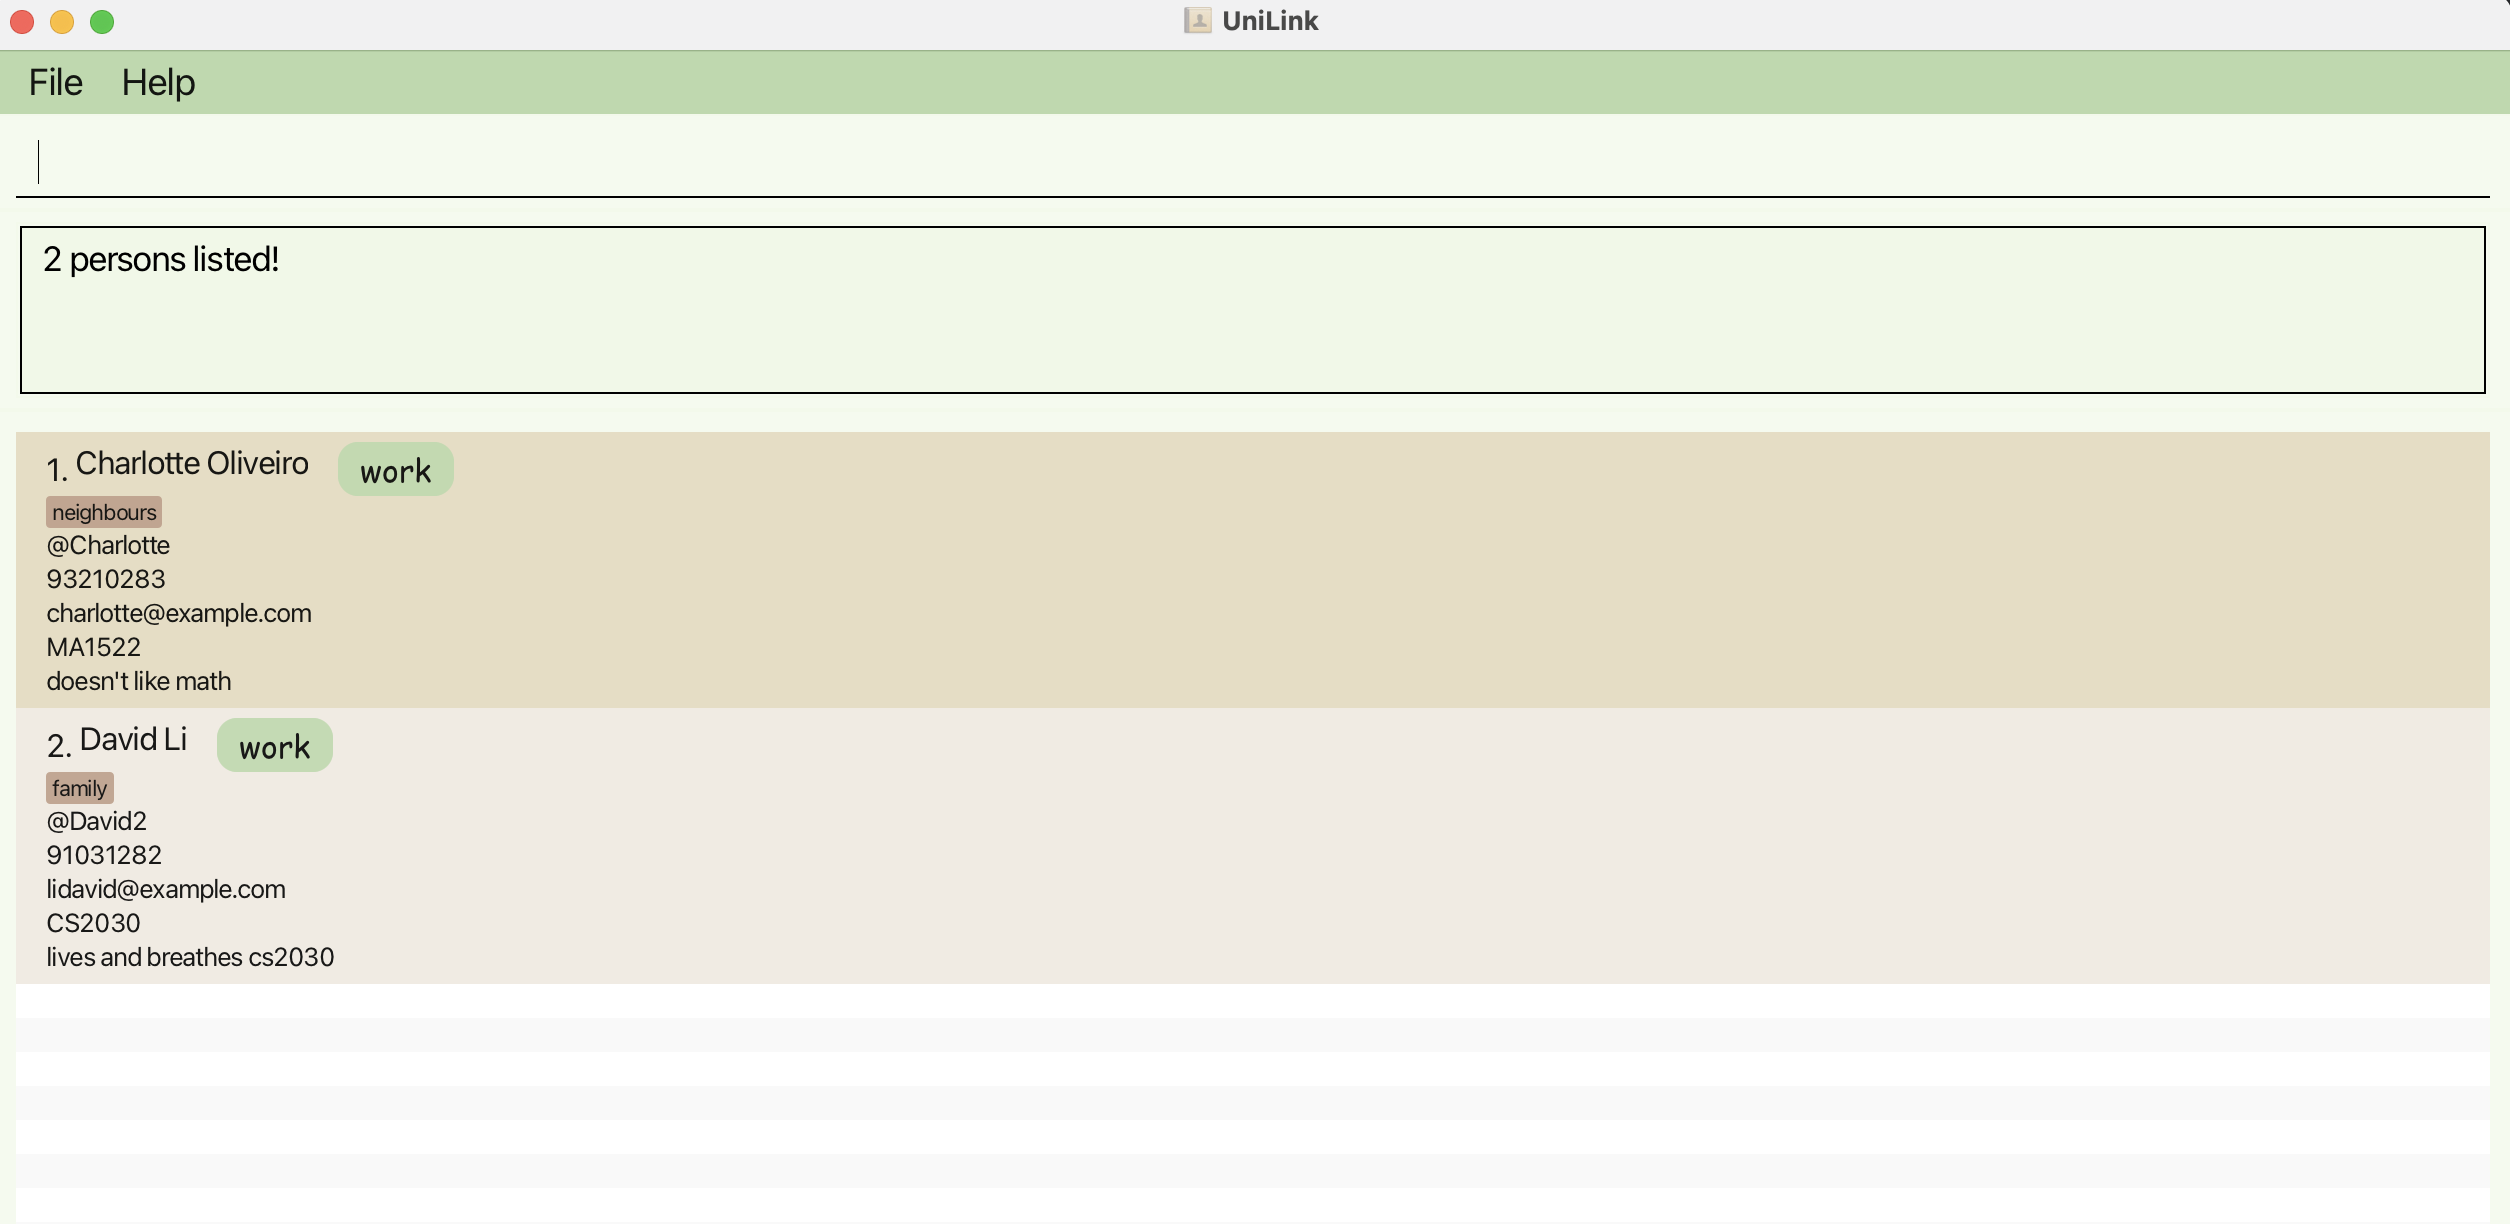 UniLink
File Help
2 persons listed!
1. Charlotte Oliveiro work
neighbours
@Charlotte
93210283
charlotte@example.com
MA1522
doesn't like math
2. David Li work
family
@David2
91031282
lidavid@example.com
CS2030
lives and breathes cs2030